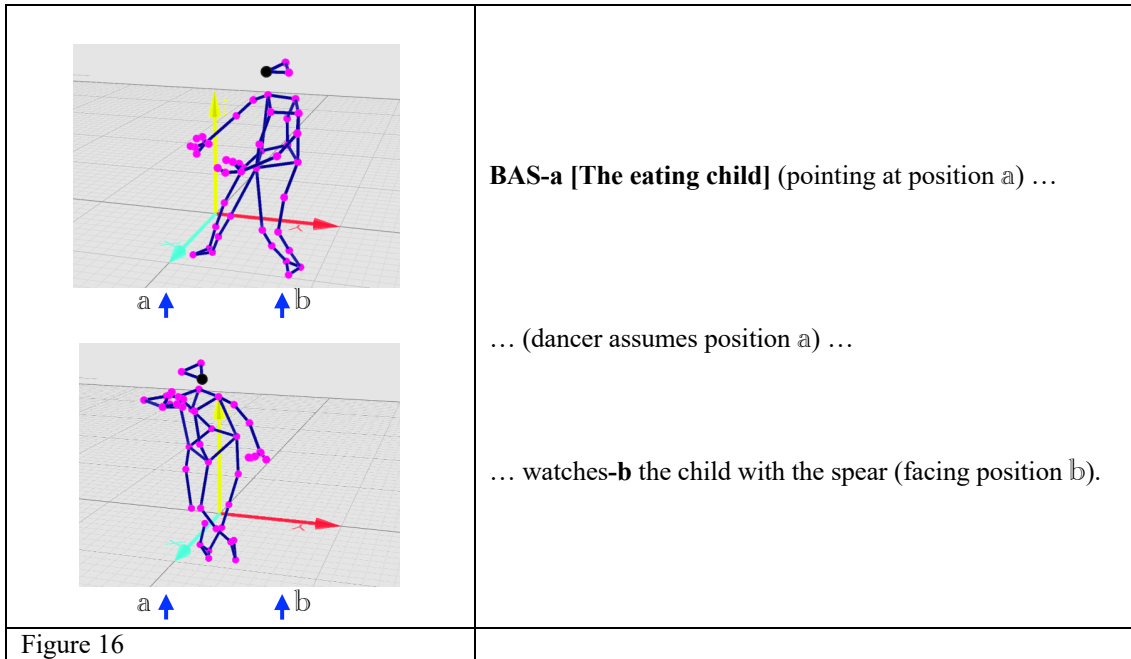 BAS-a [The eating child] (pointing at position 𝕒) …
𝕒 𝕓
… (dancer assumes position 𝕒) …
… watches-b the child with the spear (facing position 𝕓).
𝕒 𝕓
Figure 16